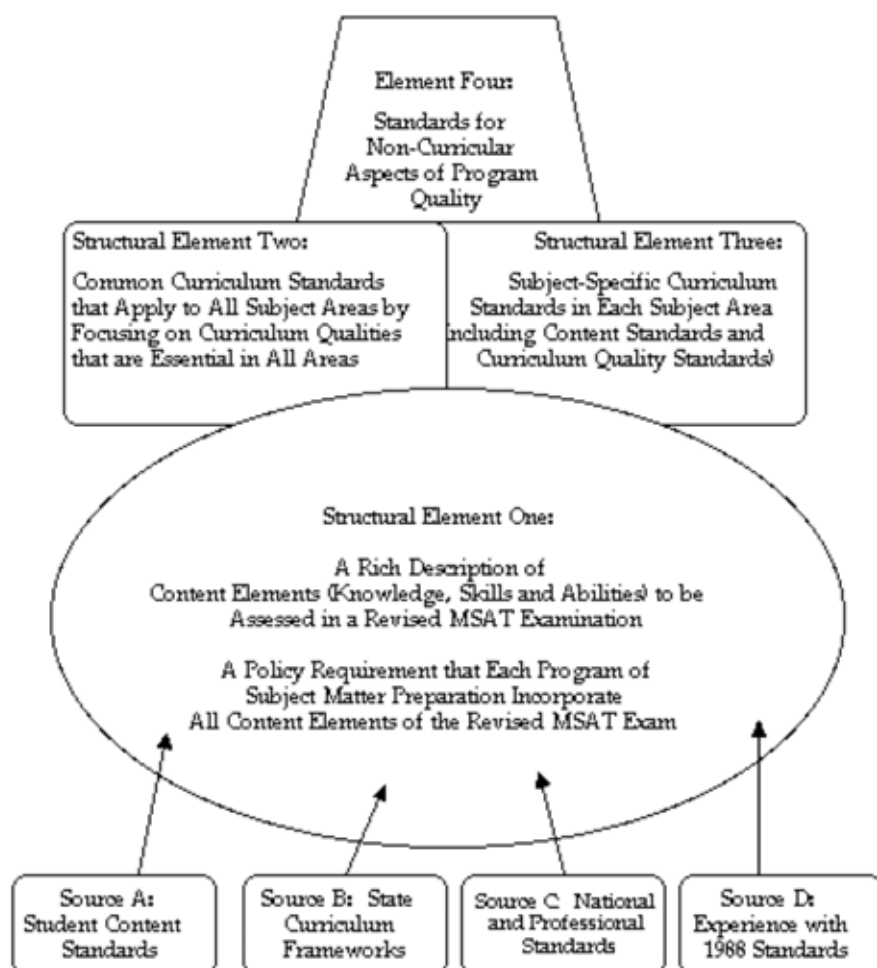 Element Four:
Standards for
Non-Curricular
Aspects of Program
Quality
Structural Element Two:
Common Curriculum Standards
that Apply to All Subject Areas by
Focusing on Curriculum Qualities
that are Essential in All Areas
Structural Element Three:
Subject-Specific Curriculum
Standards in Each Subject Area
Including Content Standards and
Curriculum Quality Standards)
Structural Element One:
A Rich Description of
Content Elements (Knowledge, Skills and Abilities) to be
Assessed in a Revised MSAT Examination
A Policy Requirement that Each Program of
Subject Matter Preparation Incorporate
All Content Elements of the Revised MSAT Exam
Source A:
Student Content
Standards
Source B: State
Curriculum
Frameworks
Source C National
and Professional
Standards
Source D:
Experience with
1988 Standards